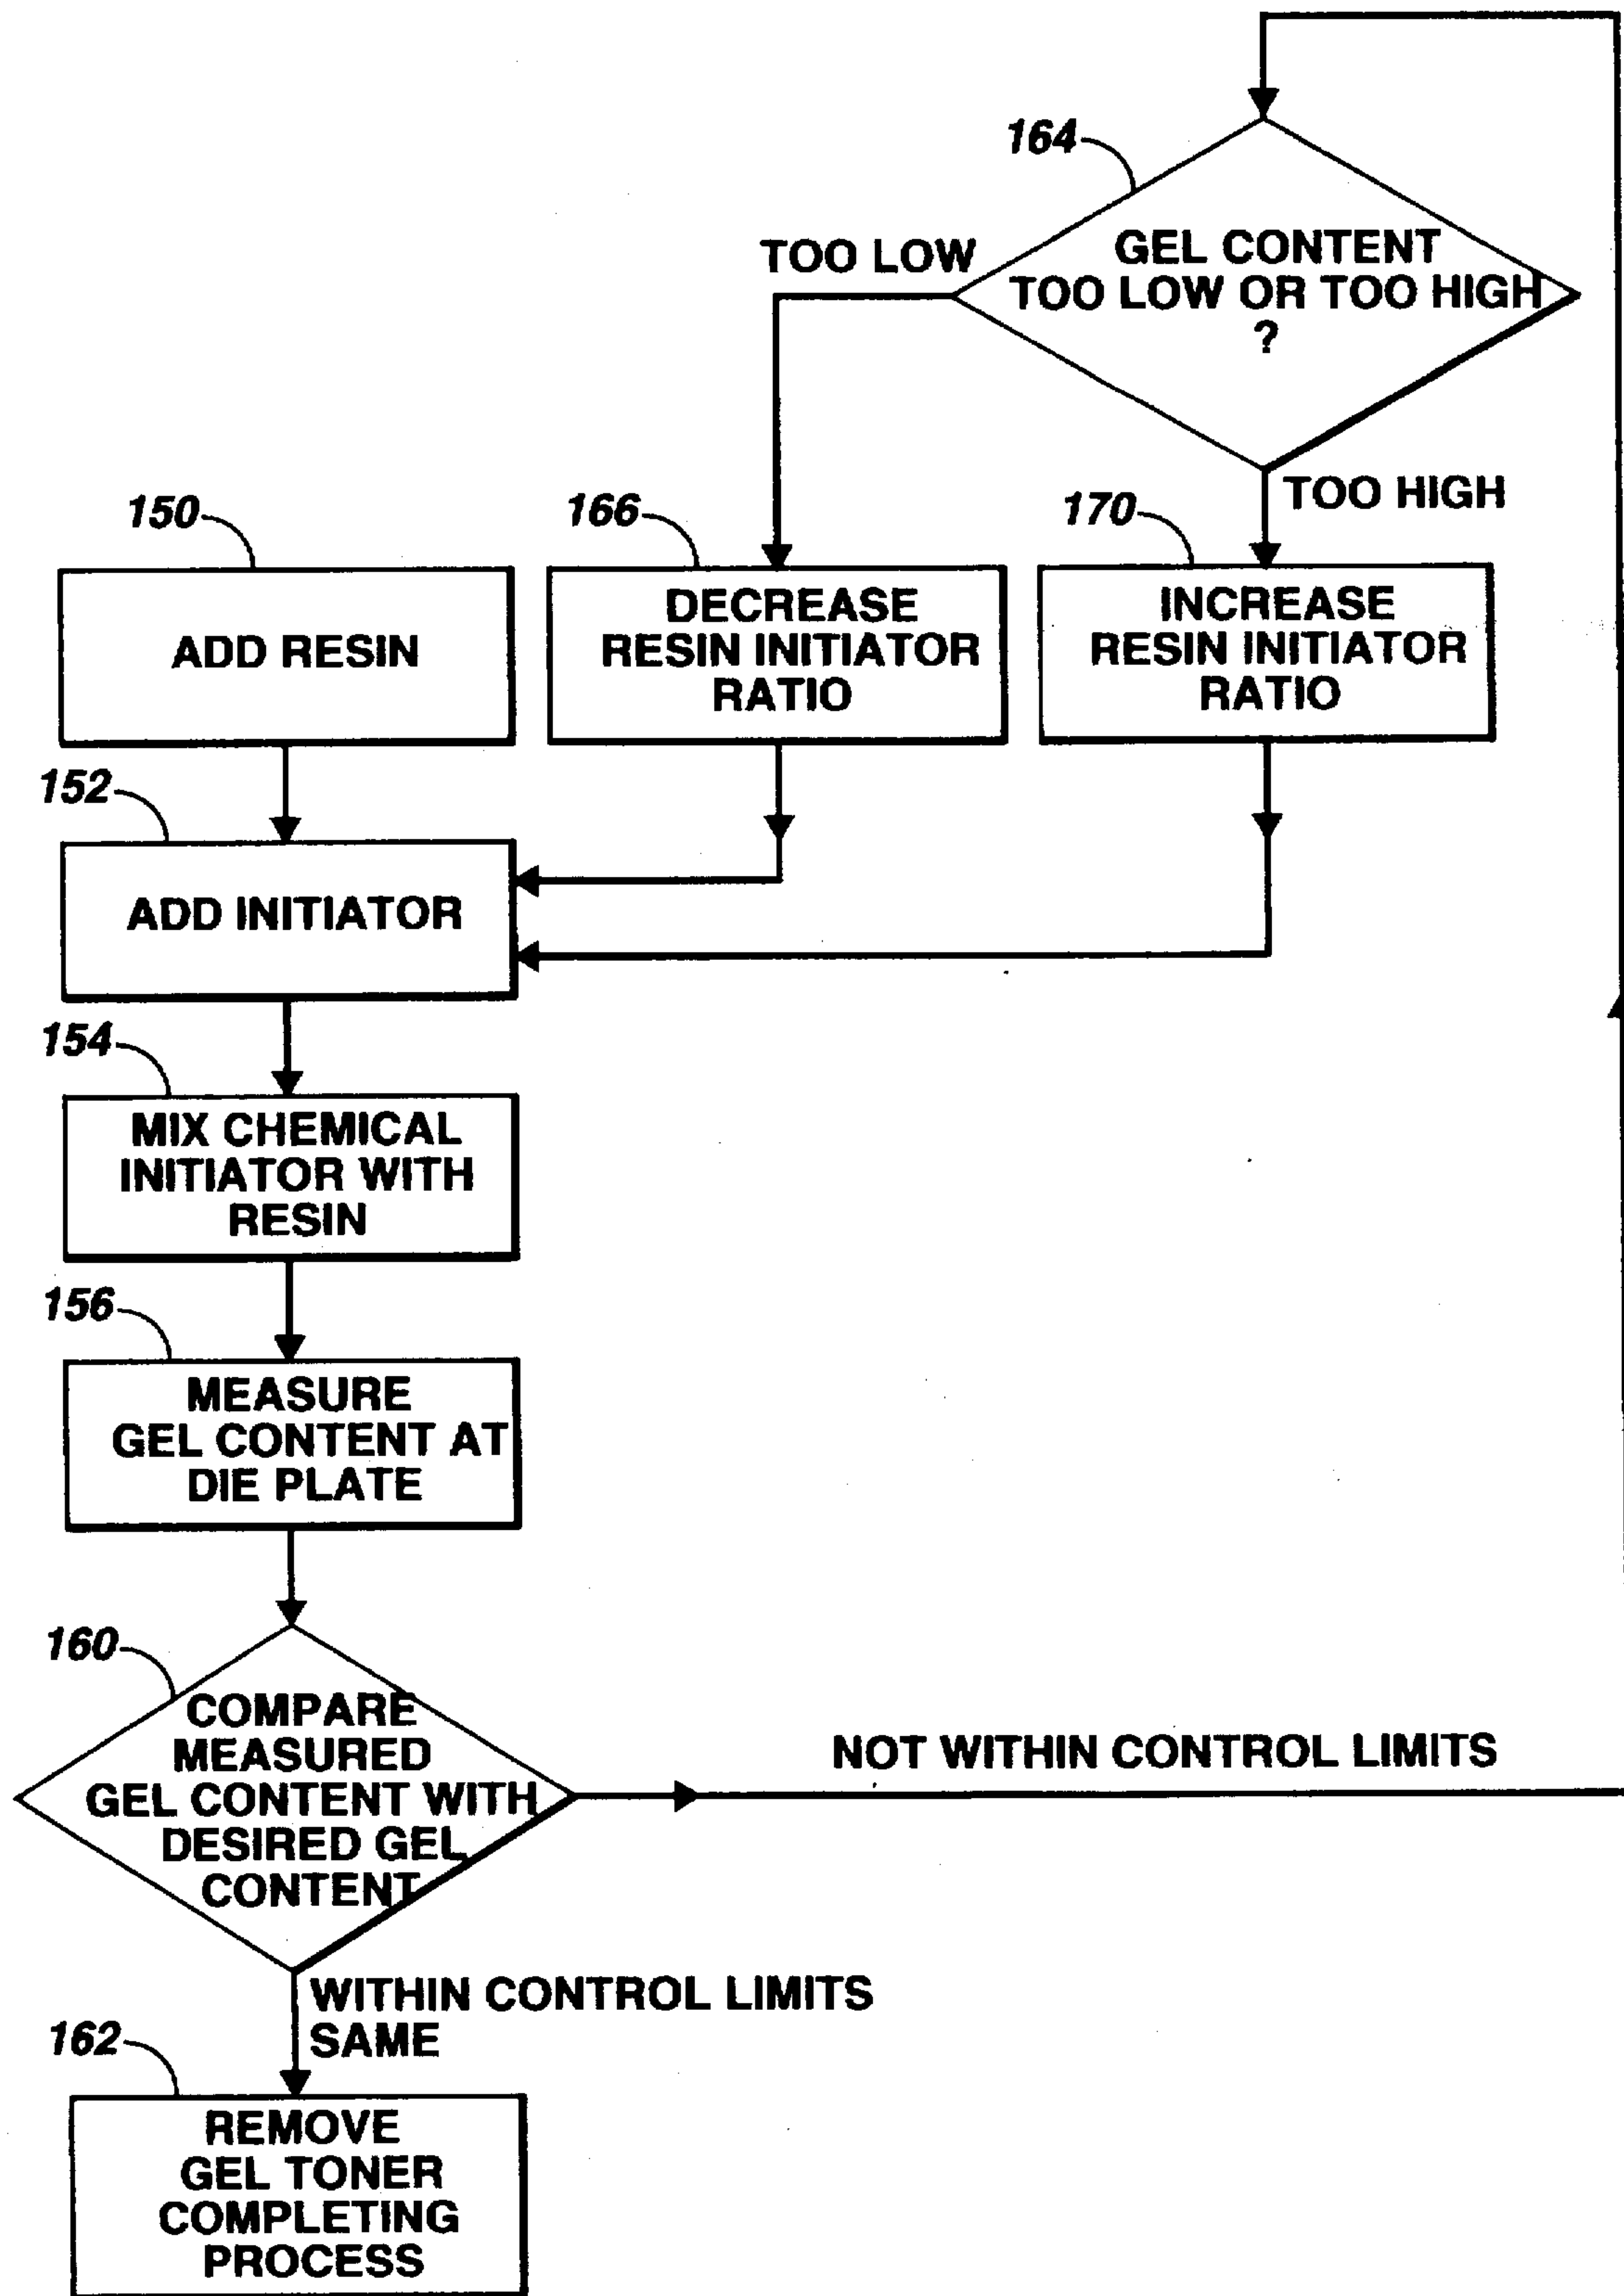 164
GEL CONTENT
TOO LOW OR TOO HIGH
?
TOO LOW
TOO HIGH
150
ADD RESIN
166
DECREASE
RESIN INITIATOR
RATIO
170
INCREASE
RESIN INITIATOR
RATIO
152
ADD INITIATOR
154
MIX CHEMICAL
INITIATOR WITH
RESIN
156
MEASURE
GEL CONTENT AT
DIE PLATE
160
COMPARE
MEASURED
GEL CONTENT WITH
DESIRED GEL
CONTENT
NOT WITHIN CONTROL LIMITS
WITHIN CONTROL LIMITS
SAME
162
REMOVE
GEL TONER
COMPLETING
PROCESS